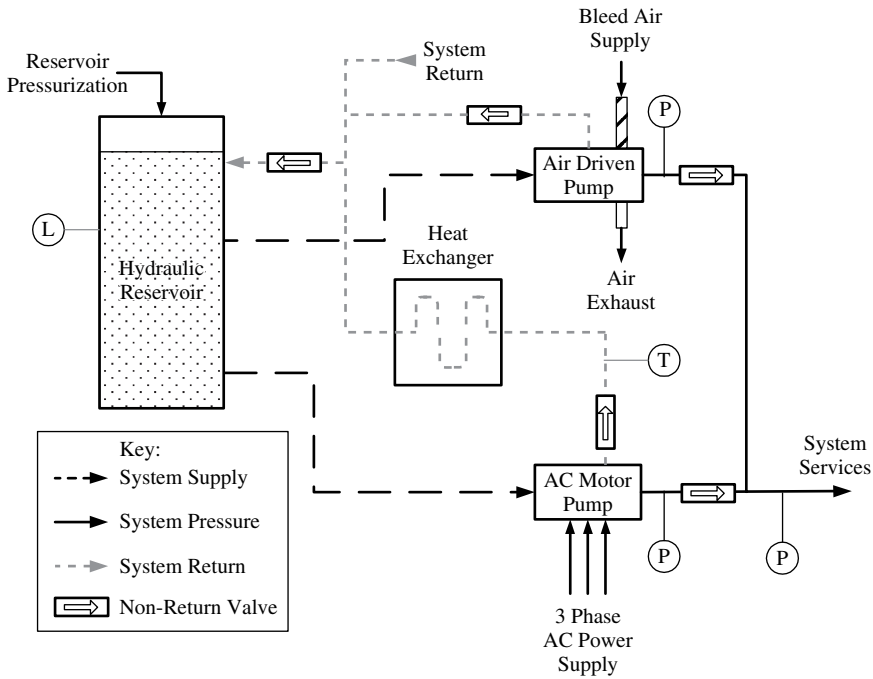 Bleed Air
Supply
System
Return
Reservoir
Pressurization
P
Air Driven
Pump
L
Heat
Exchanger
Hydraulic
Reservoir
Air
Exhaust
T
Key:
System Supply
System Pressure
System Return
Non-Return Valve
System
Services
AC Motor
Pump
P
P
3 Phase
AC Power
Supply